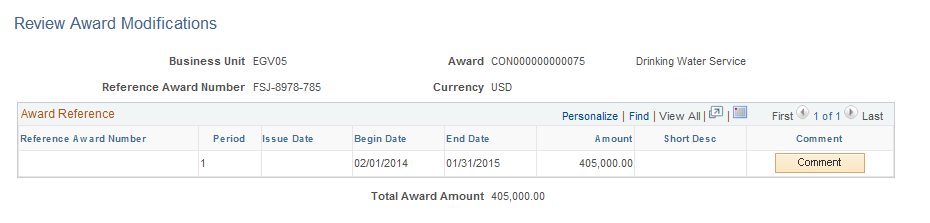 Review Award Modifications
Business Unit EGV05 Award CON000000000075 Drinking Water Service
Reference Award Number FSJ-8978-785 Currency USD
Award Reference Personalize | Find | View All | | First 1 of 1 Last
Reference Award Number Period Issue Date Begin Date End Date Amount Short Desc Comment
1 02/01/2014 01/31/2015 405,000.00 Comment
Total Award Amount 405,000.00